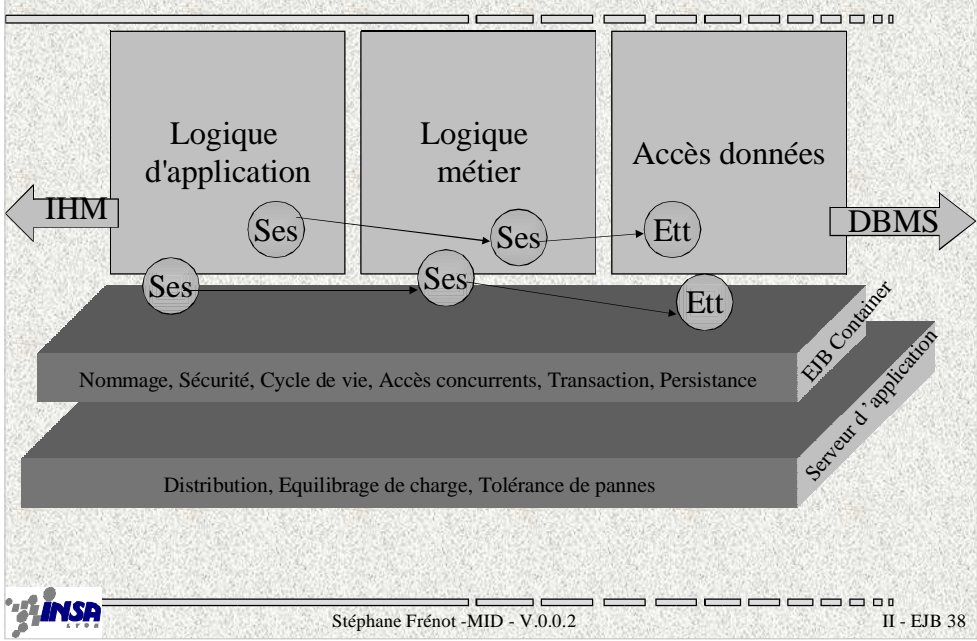 Logique
d'application
Logique
métier
Accès données
IHM
DBMS
Ses
Ses
Ett
Ses
Ses
Ett
EJB Container
Nommage, Sécurité, Cycle de vie, Accès concurrents, Transaction, Persistance
Serveur d ’application
Distribution, Equilibrage de charge, Tolérance de pannes
INSA
LYON
Stéphane Frénot -MID - V.0.0.2
II - EJB 38